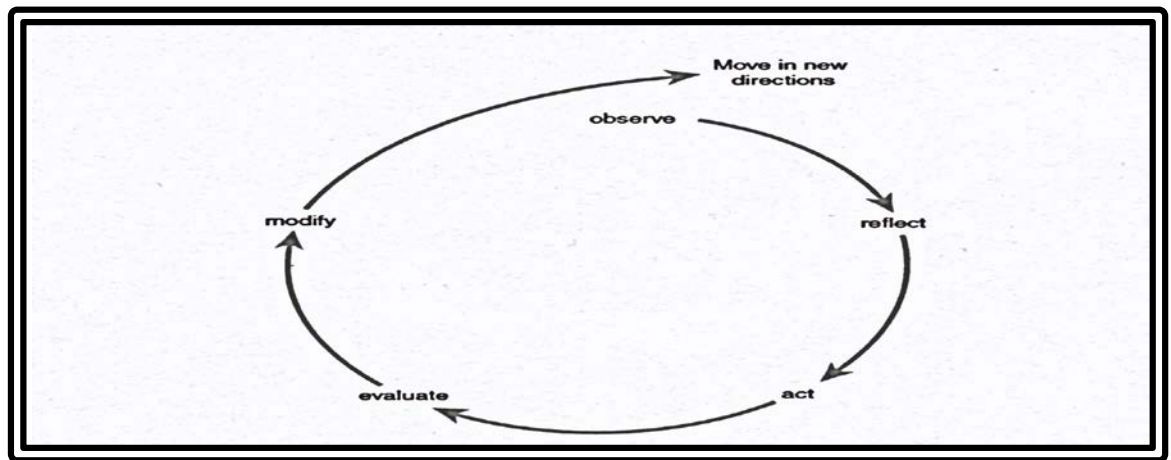 Move in new
directions
observe
reflect
act
evaluate
modify